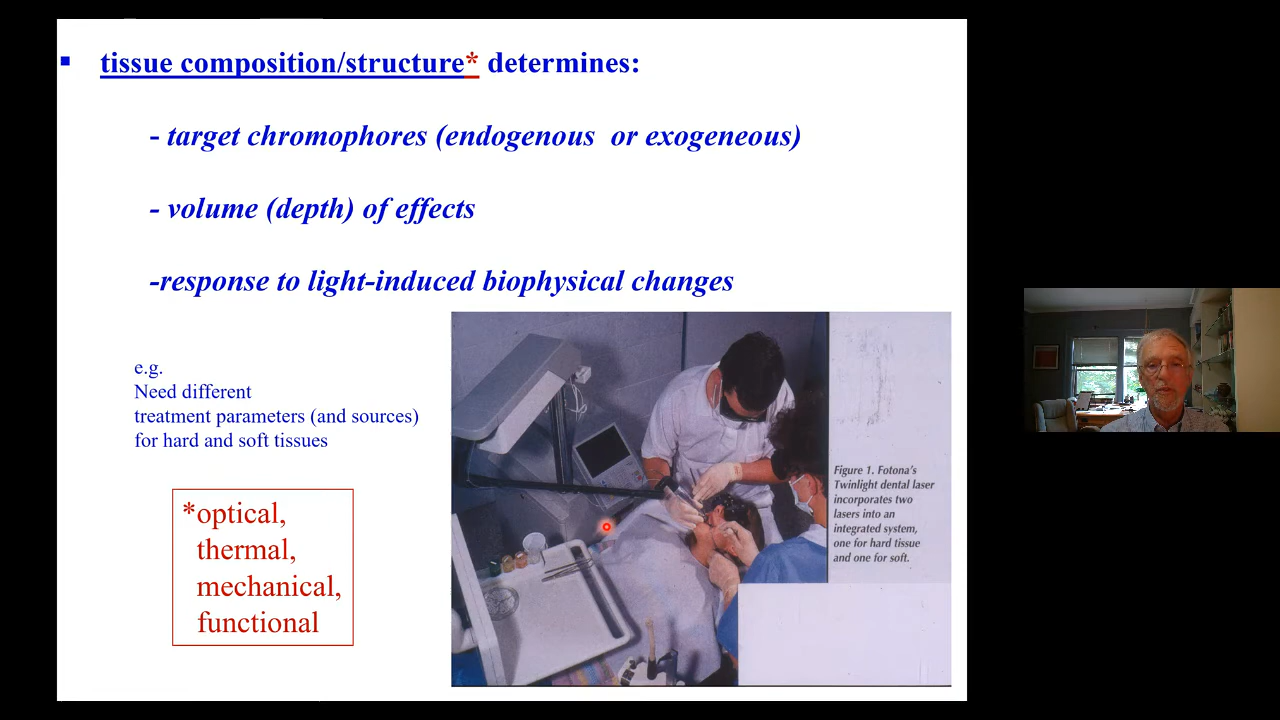 ▪ tissue composition/structure* determines:
- target chromophores (endogenous or exogeneous)
- volume (depth) of effects
-response to light-induced biophysical changes
e.g.
Need different
treatment parameters (and sources)
for hard and soft tissues
*optical,
thermal,
mechanical,
functional
Figure 1. Fotona's
Twinlight dental laser
incorporates two
lasers into an
integrated system,
one for hard tissue
and one for soft.